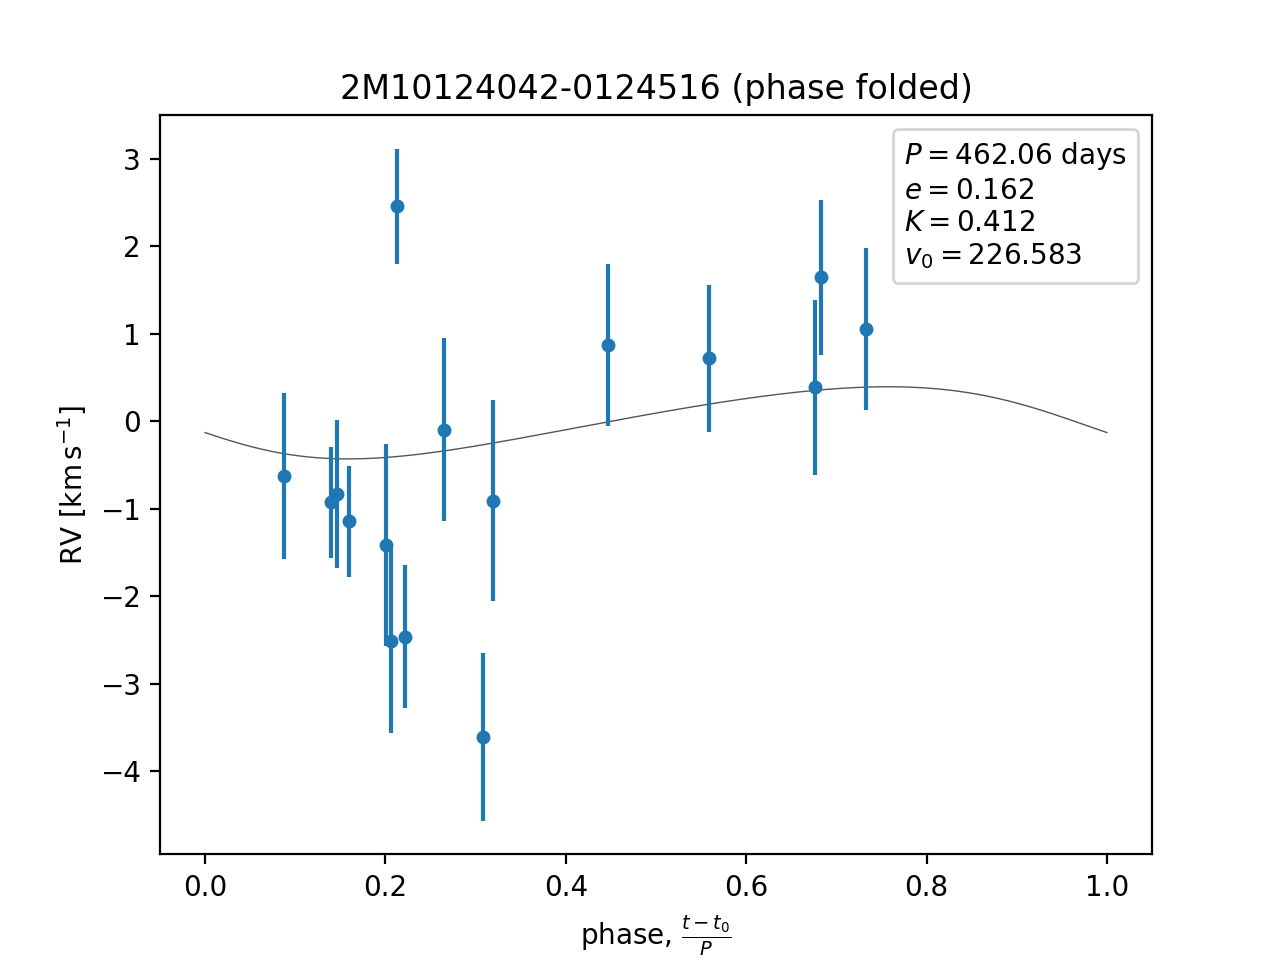 2M10124042-0124516 (phase folded)
P = 462.06 days
e = 0.162
K = 0.412
v₀ = 226.583
3
2
1
0
−1
−2
−3
−4
RV [km s⁻¹]
0.0 0.2 0.4 0.6 0.8 1.0
phase, (t − t₀)/P